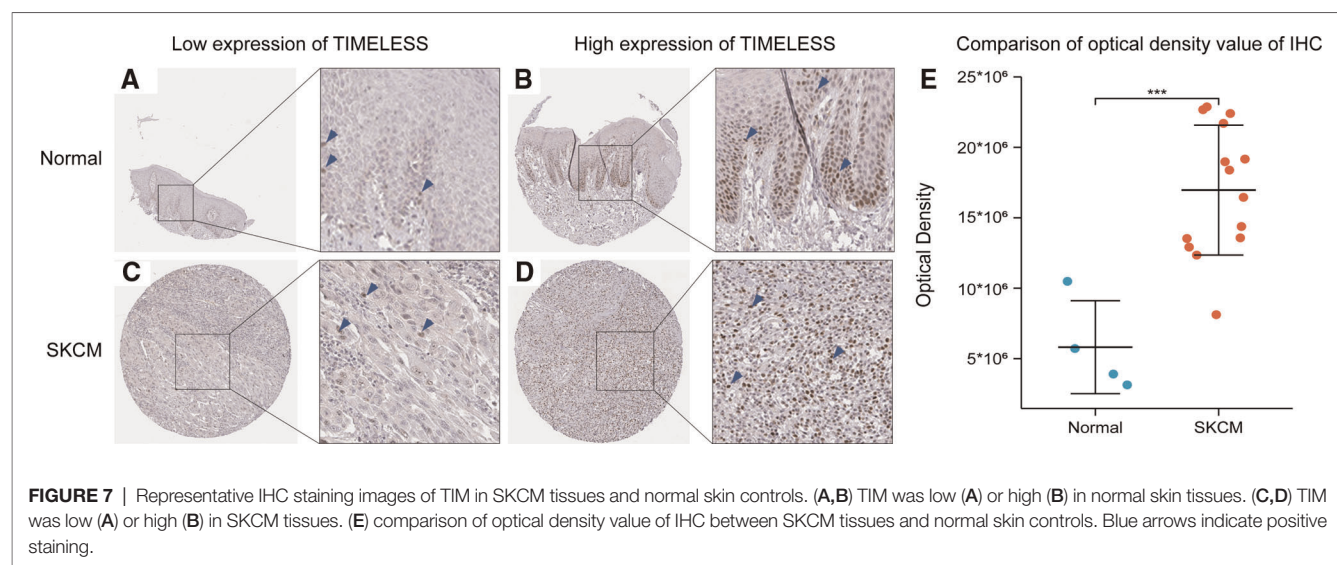 Low expression of TIMELESS
High expression of TIMELESS
Comparison of optical density value of IHC
A
B
E
Normal
C
D
SKCM
25*10⁶
20*10⁶
15*10⁶
10*10⁶
5*10⁶
Optical Density
***
Normal
SKCM
FIGURE 7 | Representative IHC staining images of TIM in SKCM tissues and normal skin controls. (A,B) TIM was low (A) or high (B) in normal skin tissues. (C,D) TIM
was low (A) or high (B) in SKCM tissues. (E) comparison of optical density value of IHC between SKCM tissues and normal skin controls. Blue arrows indicate positive
staining.